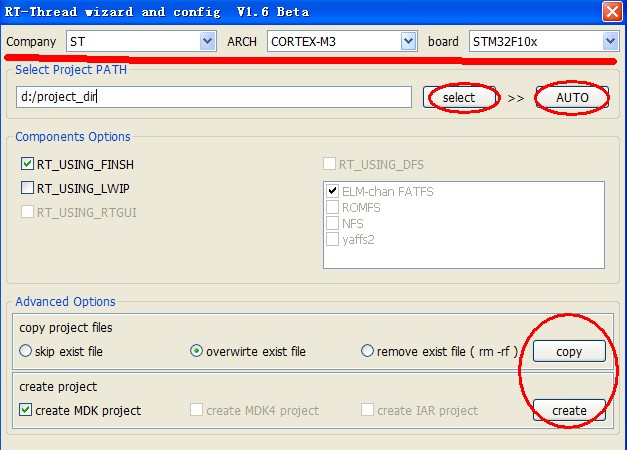 RT-Thread wizard and config V1.6 Beta
Company ST ARCH CORTEX-M3 board STM32F10x
Select Project PATH
d:/project_dir select >> AUTO
Components Options
RT_USING_FINSH RT_USING_DFS
RT_USING_LWIP ELM-chan FATFS
ROMFS
RT_USING_RTGUI NFS
yaffs2
Advanced Options
copy project files
skip exist file overwirte exist file remove exist file ( rm -rf ) copy
create project
create MDK project create MDK4 project create IAR project create